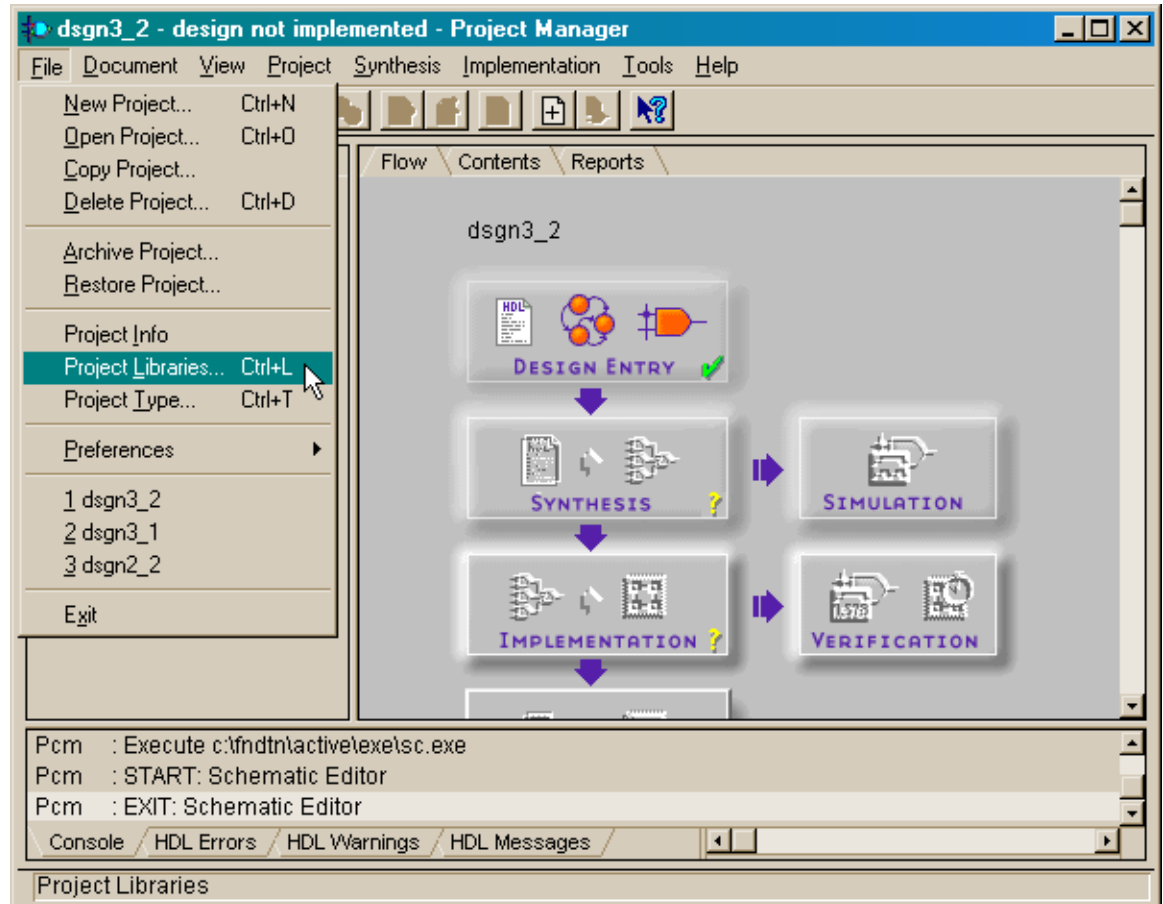 dsgn3_2 - design not implemented - Project Manager
File Document View Project Synthesis Implementation Tools Help
New Project... Ctrl+N
Open Project... Ctrl+O
Copy Project...
Delete Project... Ctrl+D
Archive Project...
Restore Project...
Project Info
Project Libraries... Ctrl+L
Project Type... Ctrl+T
Preferences
1 dsgn3_2
2 dsgn3_1
3 dsgn2_2
Exit
Flow Contents Reports
dsgn3_2
HDL
DESIGN ENTRY
HDL
SYNTHESIS ?
SIMULATION
IMPLEMENTATION ?
VERIFICATION
Pcm : Execute c:\fndtn\active\exe\sc.exe
Pcm : START: Schematic Editor
Pcm : EXIT: Schematic Editor
Console HDL Errors HDL Warnings HDL Messages
Project Libraries